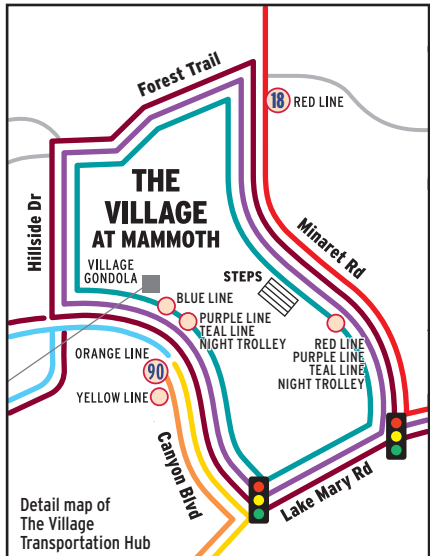 Forest Trail
18 RED LINE
THE
VILLAGE
AT MAMMOTH
Hillside Dr
Minaret Rd
VILLAGE
GONDOLA
STEPS
BLUE LINE
PURPLE LINE
TEAL LINE
NIGHT TROLLEY
RED LINE
PURPLE LINE
TEAL LINE
NIGHT TROLLEY
ORANGE LINE
90
YELLOW LINE
Canyon Blvd
Lake Mary Rd
Detail map of
The Village
Transportation Hub